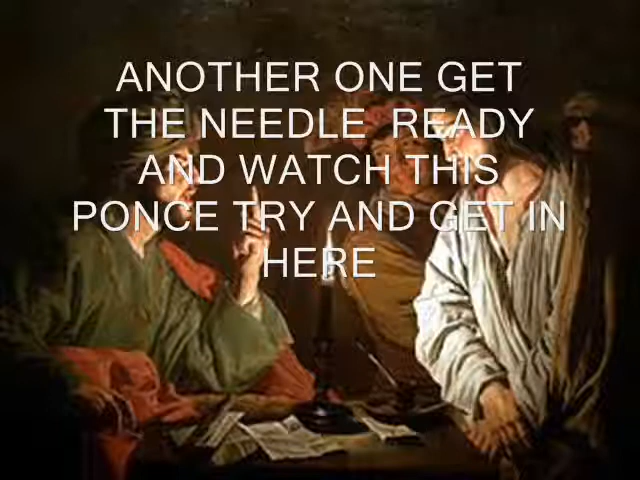 ANOTHER ONE GET
THE NEEDLE  READY
AND WATCH THIS
PONCE TRY AND GET IN
HERE